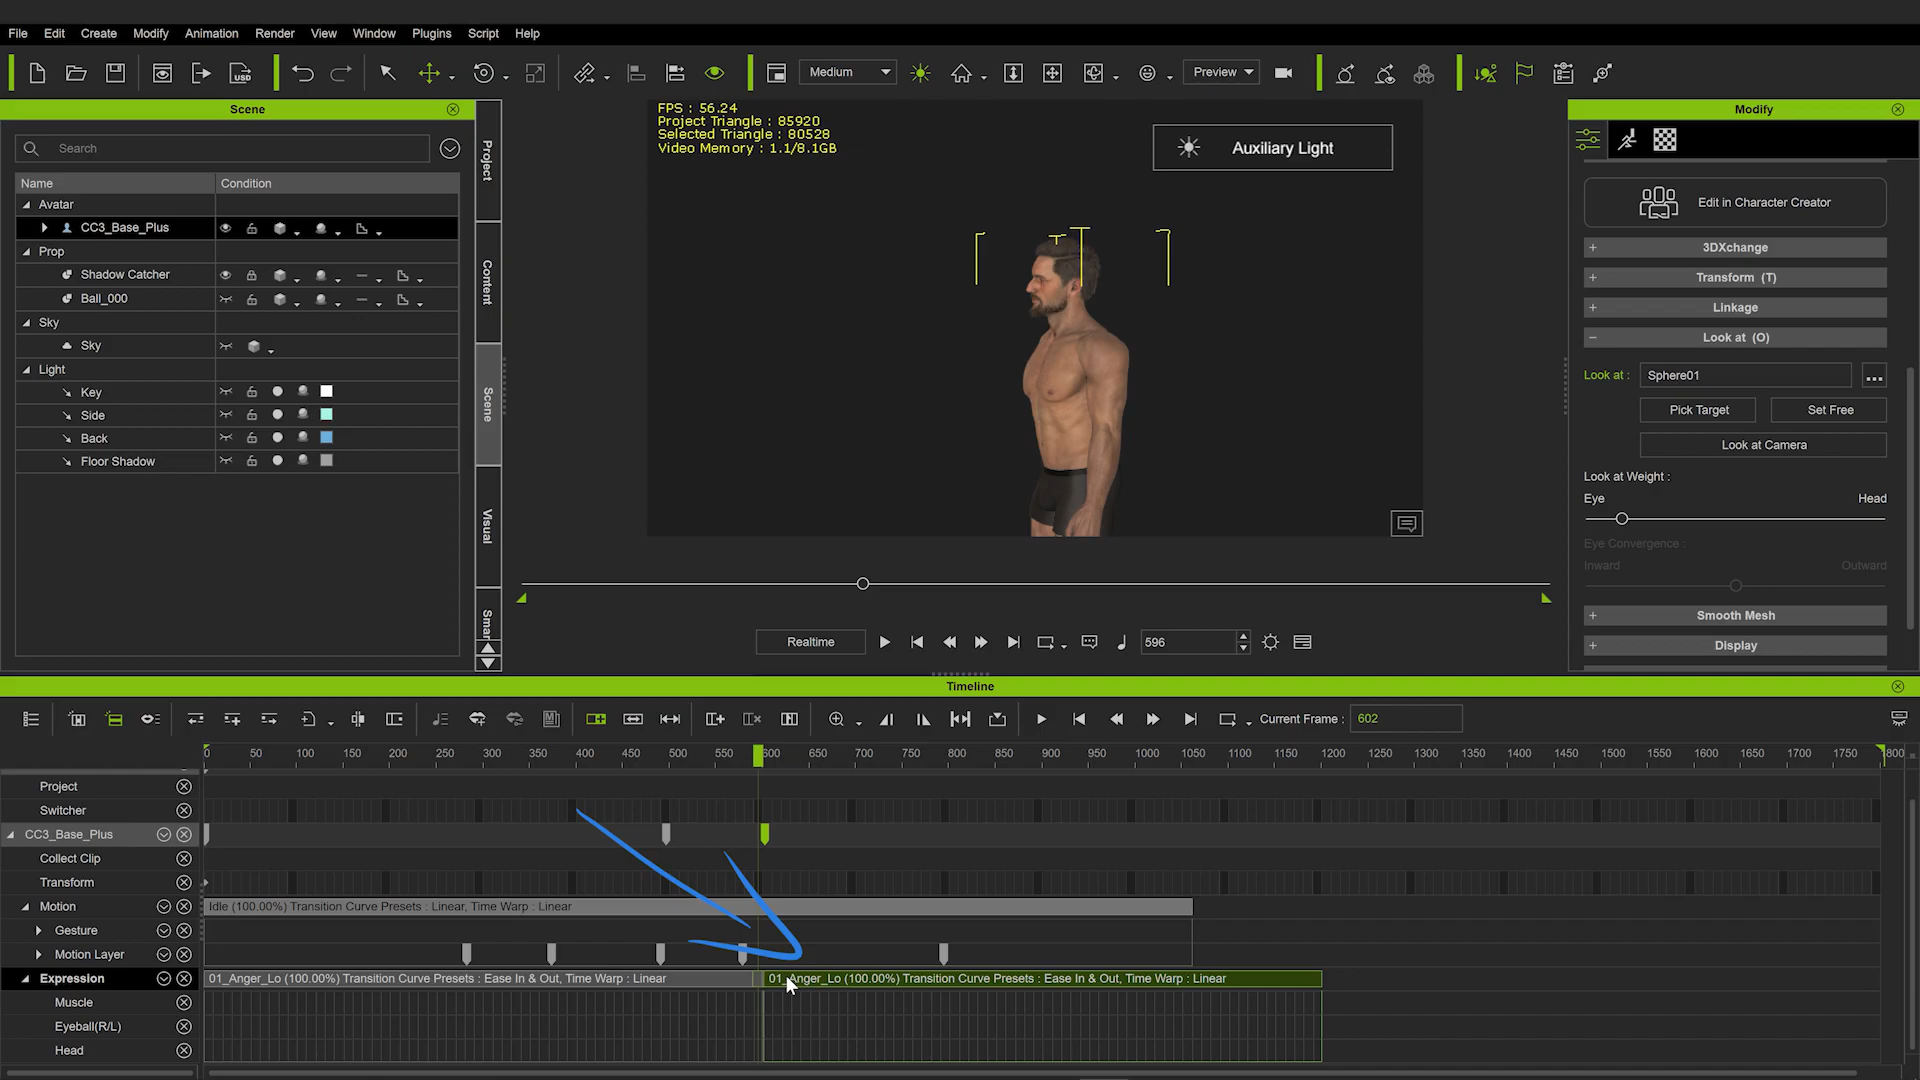 File Edit Create Modify Animation Render View Window Plugins Script Help
USD
Medium
Preview
Scene
Search
Name Condition
Avatar
CC3_Base_Plus
Prop
Shadow Catcher
Ball_000
Sky
Sky
Light
Key
Side
Back
Floor Shadow
Project
Content
Scene
Visual
Smar
FPS : 56.24
Project Triangle : 85920
Selected Triangle : 80528
Video Memory : 1.1/8.1GB
Auxiliary Light
Modify
Edit in Character Creator
+ 3DXchange
+ Transform (T)
+ Linkage
− Look at (O)
Look at : Sphere01 ...
Pick Target Set Free
Look at Camera
Look at Weight :
Eye Head
Eye Convergence :
Inward Outward
+ Smooth Mesh
+ Display
Realtime 596
Timeline
Current Frame : 602
0 50 100 150 200 250 300 350 400 450 500 550 600 650 700 750 800 850 900 950 1000 1050 1100 1150 1200 1250 1300 1350 1400 1450 1500 1550 1600 1650 1700 1750 800
Project
Switcher
CC3_Base_Plus
Collect Clip
Transform
Motion Idle (100.00%) Transition Curve Presets : Linear, Time Warp : Linear
Gesture
Motion Layer
Expression 01_Anger_Lo (100.00%) Transition Curve Presets : Ease In & Out, Time Warp : Linear 01_Anger_Lo (100.00%) Transition Curve Presets : Ease In & Out, Time Warp : Linear
Muscle
Eyeball(R/L)
Head